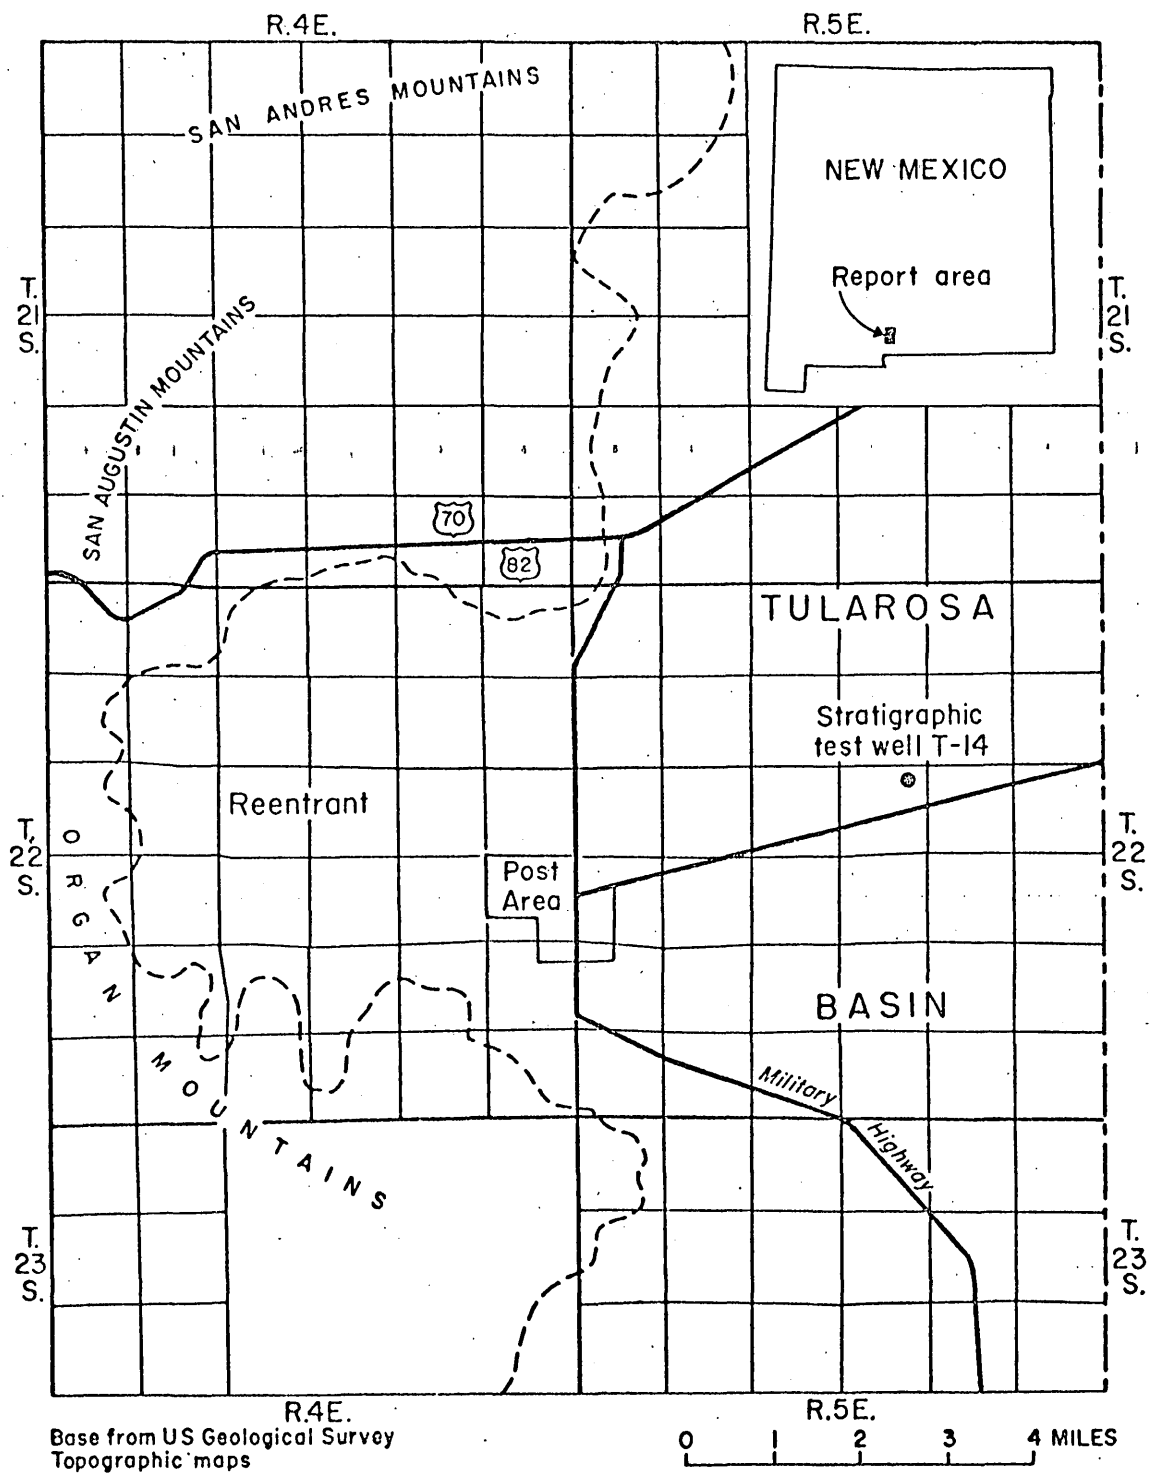 R.4E.
R.5E.
SAN ANDRES MOUNTAINS
NEW MEXICO
Report area
T.
21
S.
T.
21
S.
SAN AUGUSTIN MOUNTAINS
70
82
TULAROSA
Stratigraphic
test well T-14
Reentrant
T.
22
S.
T.
22
S.
Post
Area
ORGAN MOUNTAINS
BASIN
Military
Highway
T.
23
S.
T.
23
S.
R.4E.
R.5E.
Base from US Geological Survey
Topographic maps
0 1 2 3 4 MILES